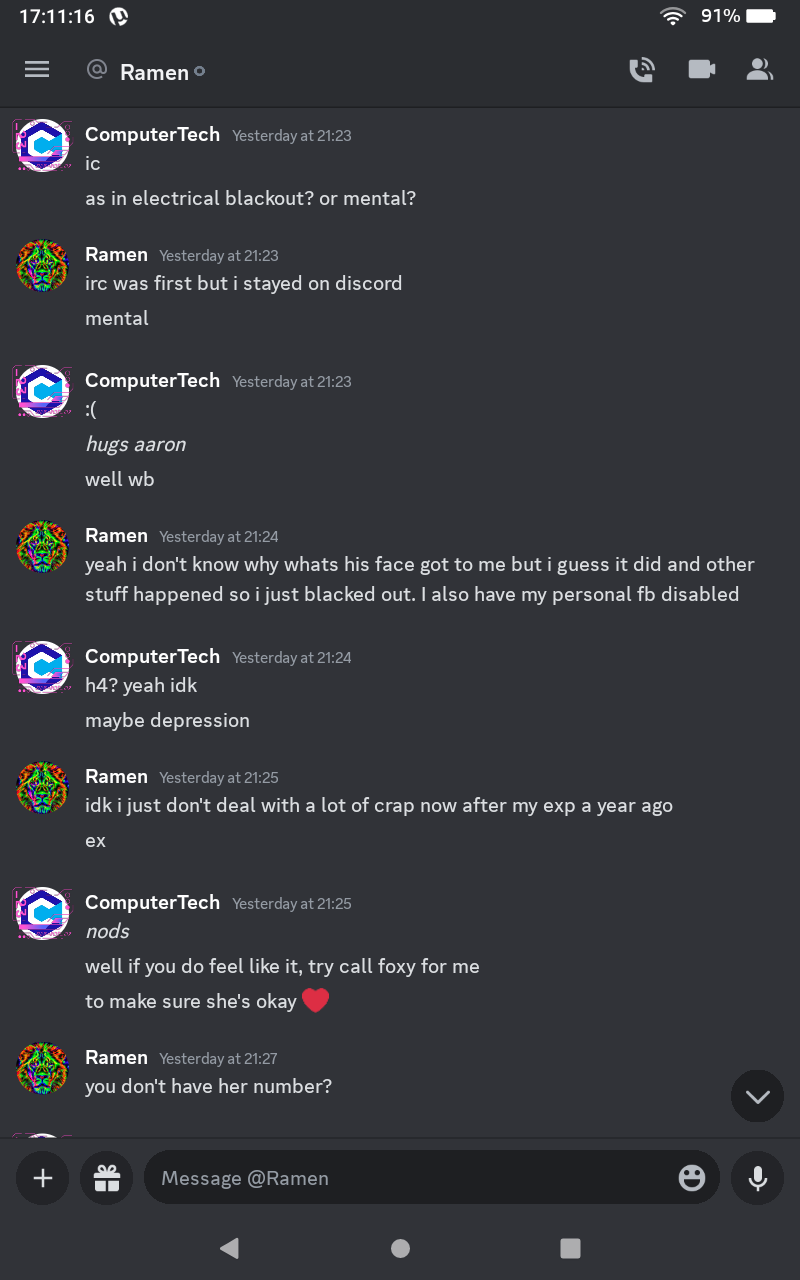 17:11:16
91%
@ Ramen
ComputerTech Yesterday at 21:23
ic
as in electrical blackout? or mental?
Ramen Yesterday at 21:23
irc was first but i stayed on discord
mental
ComputerTech Yesterday at 21:23
:(
hugs aaron
well wb
Ramen Yesterday at 21:24
yeah i don't know why whats his face got to me but i guess it did and other
stuff happened so i just blacked out. I also have my personal fb disabled
ComputerTech Yesterday at 21:24
h4? yeah idk
maybe depression
Ramen Yesterday at 21:25
idk i just don't deal with a lot of crap now after my exp a year ago
ex
ComputerTech Yesterday at 21:25
nods
well if you do feel like it, try call foxy for me
to make sure she's okay ❤️
Ramen Yesterday at 21:27
you don't have her number?
Message @Ramen